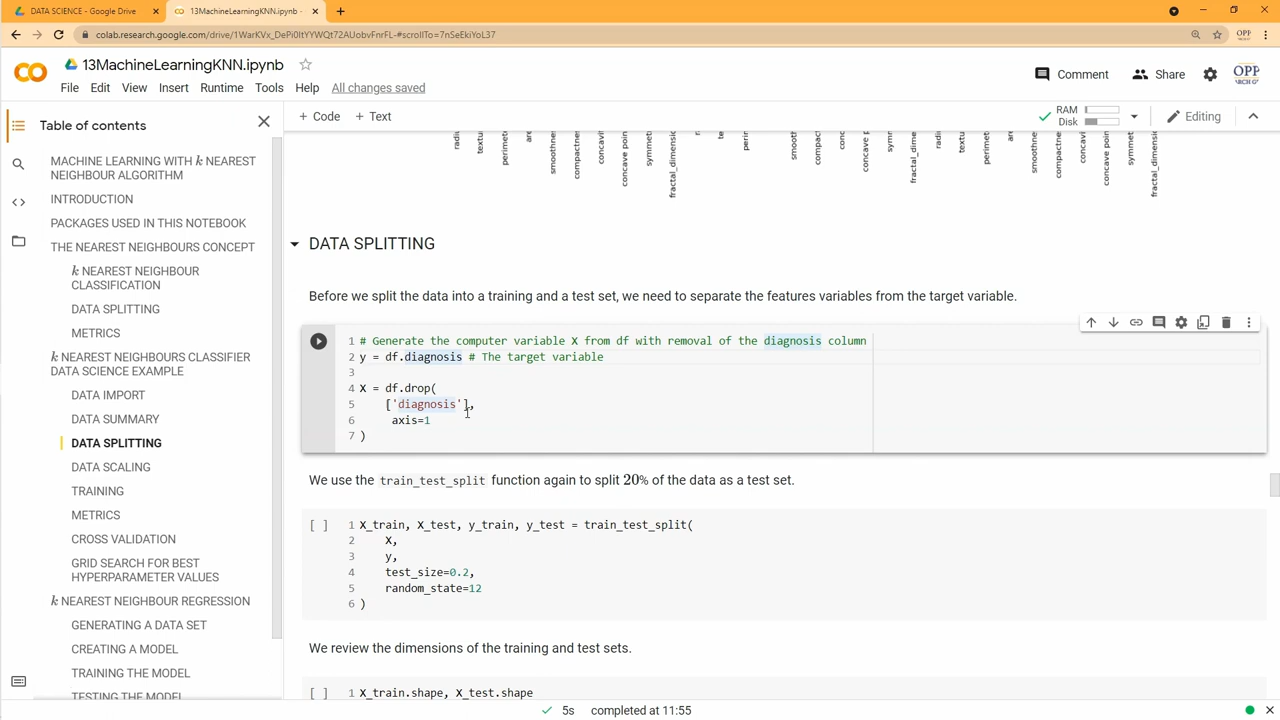 DATA SCIENCE - Google Drive
13MachineLearningKNN.ipynb -
colab.research.google.com/drive/1WarKVx_DePi0ItYYWQt72AUobvFnrFL-#scrollTo=7nSeEkiYoL37
13MachineLearningKNN.ipynb
File Edit View Insert Runtime Tools Help All changes saved
Comment Share
OPP
+ Code + Text
RAM
Disk
Editing
Table of contents
MACHINE LEARNING WITH k NEAREST
NEIGHBOUR ALGORITHM
INTRODUCTION
PACKAGES USED IN THIS NOTEBOOK
THE NEAREST NEIGHBOURS CONCEPT
k NEAREST NEIGHBOUR
CLASSIFICATION
DATA SPLITTING
METRICS
k NEAREST NEIGHBOURS CLASSIFIER
DATA SCIENCE EXAMPLE
DATA IMPORT
DATA SUMMARY
DATA SPLITTING
DATA SCALING
TRAINING
METRICS
CROSS VALIDATION
GRID SEARCH FOR BEST
HYPERPARAMETER VALUES
k NEAREST NEIGHBOUR REGRESSION
GENERATING A DATA SET
CREATING A MODEL
TRAINING THE MODEL
TESTING THE MODEL
DATA SPLITTING
Before we split the data into a training and a test set, we need to separate the features variables from the target variable.
1 # Generate the computer variable X from df with removal of the diagnosis column
2 y = df.diagnosis # The target variable
3
4 X = df.drop(
5 ['diagnosis'],
6 axis=1
7 )
We use the train_test_split function again to split 20% of the data as a test set.
[ ] 1 X_train, X_test, y_train, y_test = train_test_split(
2 X,
3 y,
4 test_size=0.2,
5 random_state=12
6 )
We review the dimensions of the training and test sets.
[ ] 1 X_train.shape, X_test.shape
5s completed at 11:55